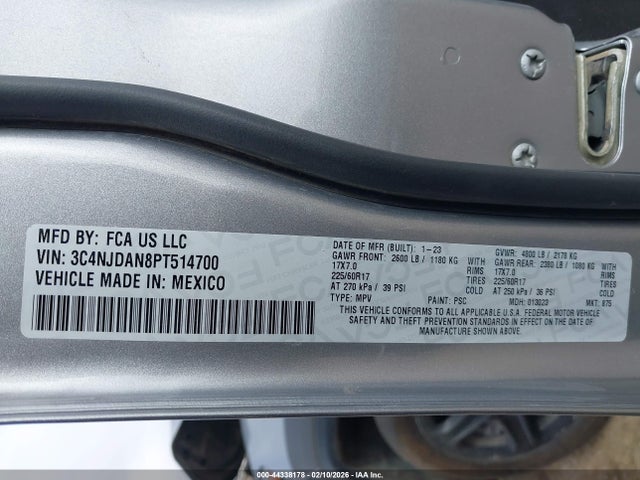 MFD BY: FCA US LLC
VIN: 3C4NJDAN8PT514700
VEHICLE MADE IN: MEXICO
DATE OF MFR (BUILT): 1-23 GVWR: 4800 LB / 2178 KG
GAWR FRONT: 2600 LB / 1180 KG GAWR REAR: 2380 LB / 1080 KG
17X7.0 RIMS 17X7.0 RIMS
225/60R17 TIRES 225/60R17 TIRES
AT 270 kPa / 39 PSI COLD AT 250 kPa / 36 PSI COLD
TYPE: MPV PAINT: PSC MDH: 013023 MKT: 875
THIS VEHICLE CONFORMS TO ALL APPLICABLE U.S.A. FEDERAL MOTOR VEHICLE
SAFETY AND THEFT PREVENTION STANDARDS IN EFFECT ON THE DATE OF
MANUFACTURE SHOWN ABOVE.
23
000-44338178 - 02/10/2026 - IAA Inc.